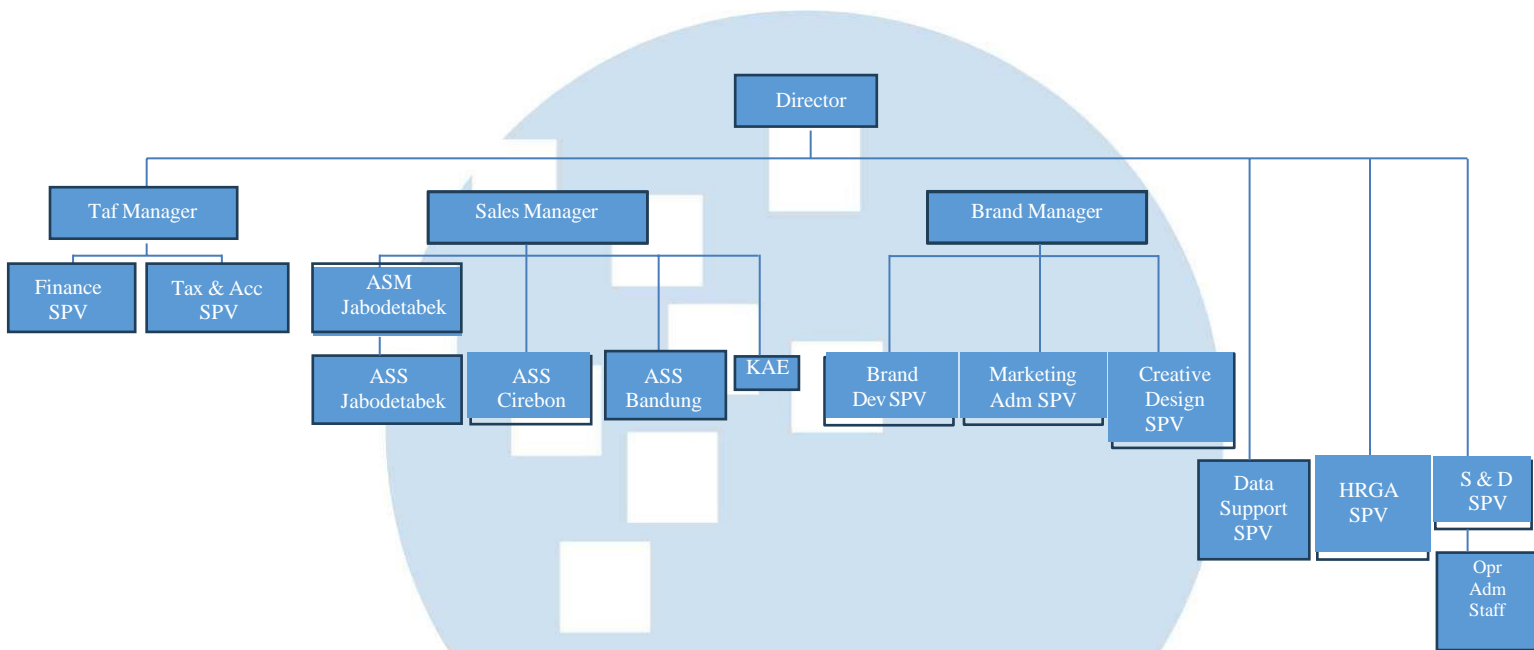 Director
Taf Manager
Sales Manager
Brand Manager
Finance
SPV
Tax & Acc
SPV
ASM
Jabodetabek
ASS
Jabodetabek
ASS
Cirebon
ASS
Bandung
KAE
Brand
Dev SPV
Marketing
Adm SPV
Creative
Design
SPV
Data
Support
SPV
HRGA
SPV
S & D
SPV
Opr
Adm
Staff